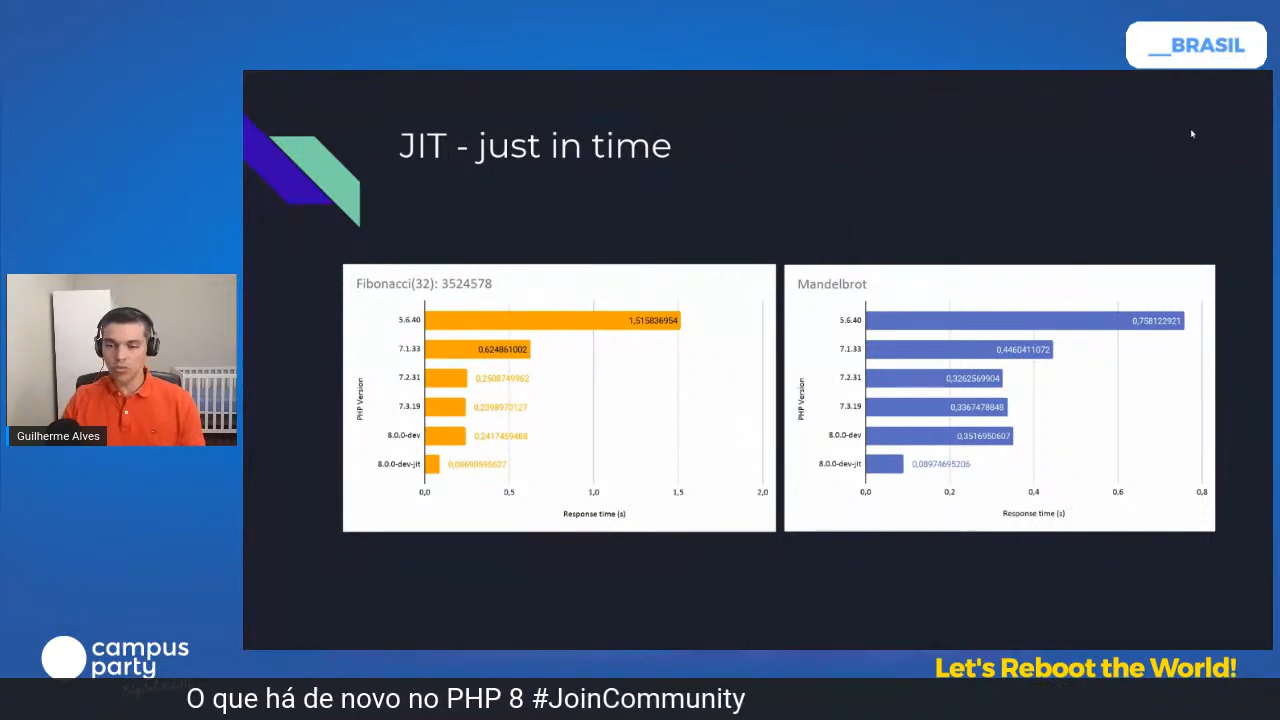 __BRASIL
JIT - just in time
Fibonacci(32): 3524578
PHP Version
5.6.40
1,515836954
7.1.33
0,624861002
7.2.31
0,2508749962
7.3.19
0,2398970127
8.0.0-dev
0,2417459488
8.0.0-dev-jit
0,0,5
1,0
1,5
2,0
Response time (s)
Mandelbrot
PHP Version
5.6.40
0,758122921
7.1.33
0,4460411072
7.2.31
0,3262569904
7.3.19
0,3367478848
8.0.0-dev
0,3516950607
8.0.0-dev-jit
0,08974695206
0,0
0,2
0,4
0,6
0,8
Response time (s)
Guilherme Alves
campus
party
Let's Reboot the World!
O que há de novo no PHP 8 #JoinCommunity